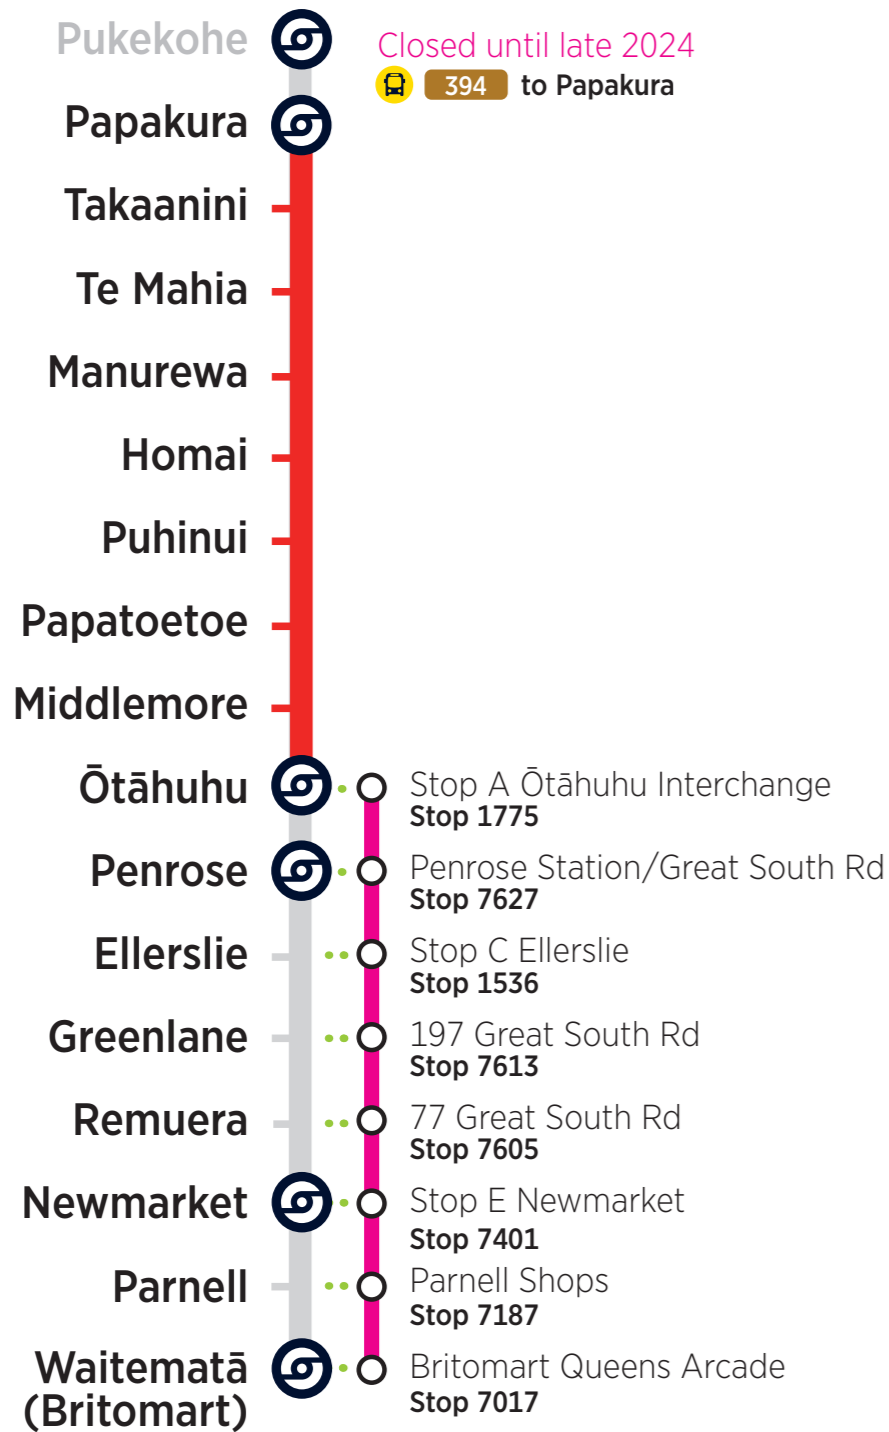 Pukekohe
Closed until late 2024
394 to Papakura
Papakura
Takaanini
Te Mahia
Manurewa
Homai
Puhinui
Papatoetoe
Middlemore
Ōtāhuhu
Stop A Ōtāhuhu Interchange
Stop 1775
Penrose
Penrose Station/Great South Rd
Stop 7627
Ellerslie
Stop C Ellerslie
Stop 1536
Greenlane
197 Great South Rd
Stop 7613
Remuera
77 Great South Rd
Stop 7605
Newmarket
Stop E Newmarket
Stop 7401
Parnell
Parnell Shops
Stop 7187
Waitematā
(Britomart)
Britomart Queens Arcade
Stop 7017